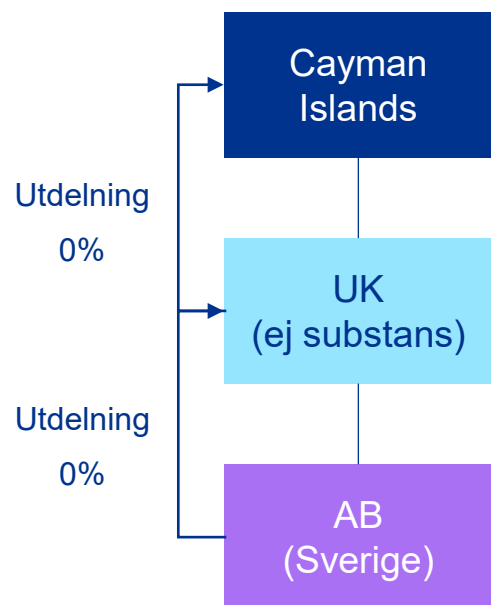 Cayman
Islands
Utdelning
0%
UK
(ej substans)
Utdelning
0%
AB
(Sverige)